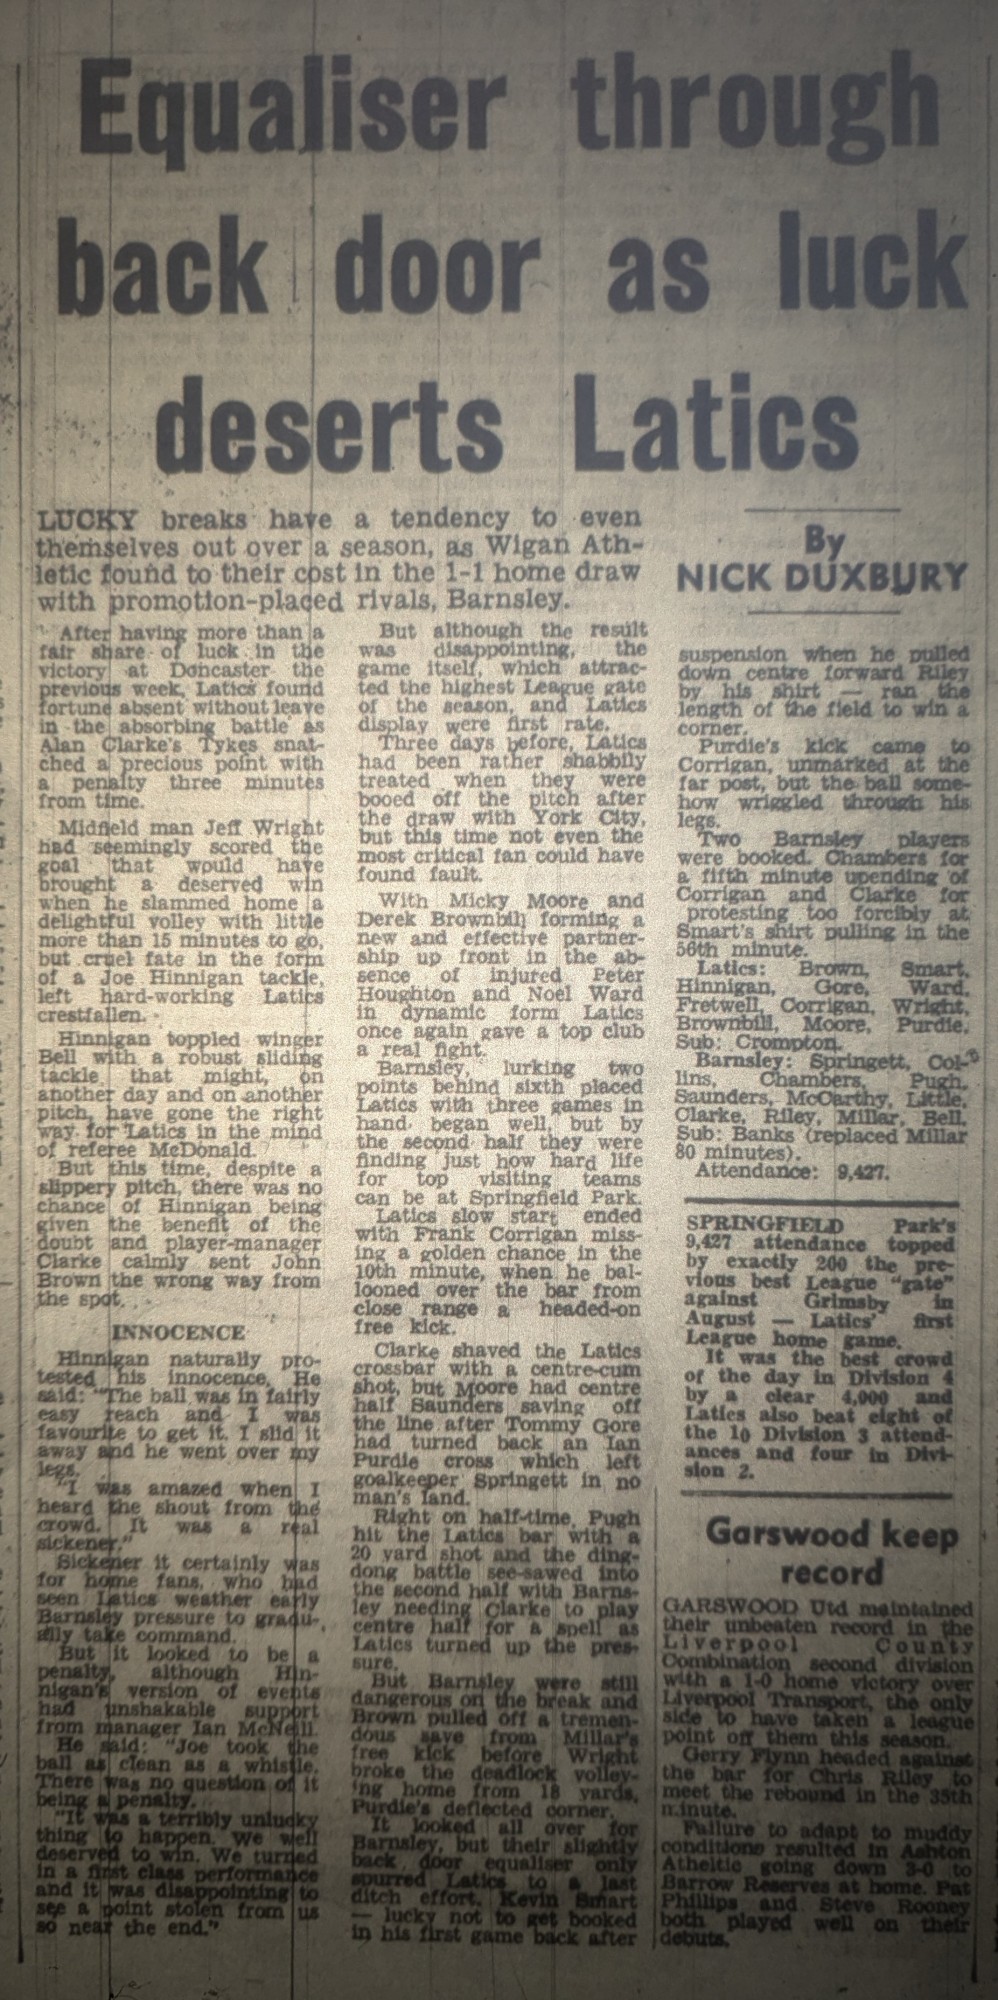 Equaliser through
back door as luck
deserts Latics
LUCKY breaks have a tendency to even
themselves out over a season, as Wigan Ath-
letic found to their cost in the 1-1 home draw
with promotion-placed rivals, Barnsley.
By
NICK DUXBURY
After having more than a
fair share of luck in the
victory at Doncaster the
previous week, Latics found
fortune absent without leave
in the absorbing battle as
Alan Clarke's Tykes snat-
ched a precious point with
a penalty three minutes
from time.
Midfield man Jeff Wright
had seemingly scored the
goal that would have
brought a deserved win
when he slammed home a
delightful volley with little
more than 15 minutes to go,
but cruel fate in the form
of a Joe Hinnigan tackle,
left hard-working Latics
crestfallen.
Hinnigan toppled winger
Bell with a robust sliding
tackle that might, on
another day and on another
pitch, have gone the right
way for Latics in the mind
of referee McDonald.
But this time, despite a
slippery pitch, there was no
chance of Hinnigan being
given the benefit of the
doubt and player-manager
Clarke calmly sent John
Brown the wrong way from
the spot.
INNOCENCE
Hinnigan naturally pro-
tested his innocence. He
said: "The ball was in fairly
easy reach and I was
favourite to get it. I slid it
away and he went over my
legs.
"I was amazed when I
heard the shout from the
crowd. It was a real
sickener."
Sickener it certainly was
for home fans, who had
seen Latics weather early
Barnsley pressure to gradu-
ally take command.
But it looked to be a
penalty, although Hin-
nigan's version of events
had unshakable support
from manager Ian McNeill.
He said: "Joe took the
ball as clean as a whistle.
There was no question of it
being a penalty.
"It was a terribly unlucky
thing to happen. We well
deserved to win. We turned
in a first class performance
and it was disappointing to
see a point stolen from us
so near the end."
But although the result
was disappointing, the
game itself, which attrac-
ted the highest League gate
of the season, and Latics
display were first rate.
Three days before, Latics
had been rather shabbily
treated when they were
booed off the pitch after
the draw with York City,
but this time not even the
most critical fan could have
found fault.
With Micky Moore and
Derek Brownbill forming a
new and effective partner-
ship up front in the ab-
sence of injured Peter
Houghton and Noel Ward
in dynamic form Latics
once again gave a top club
a real fight.
Barnsley, lurking two
points behind sixth placed
Latics with three games in
hand, began well, but by
the second half they were
finding just how hard life
for top visiting teams
can be at Springfield Park.
Latics slow start ended
with Frank Corrigan miss-
ing a golden chance in the
10th minute, when he bal-
looned over the bar from
close range a headed-on
free kick.
Clarke shaved the Latics
crossbar with a centre-cum
shot, but Moore had centre
half Saunders saving off
the line after Tommy Gore
had turned back an Ian
Purdie cross which left
goalkeeper Springett in no
man's land.
Right on half-time, Pugh
hit the Latics bar with a
20 yard shot and the ding-
dong battle see-sawed into
the second half with Barns-
ley needing Clarke to play
centre half for a spell as
Latics turned up the pres-
sure.
But Barnsley were still
dangerous on the break and
Brown pulled off a tremen-
dous save from Millar's
free kick before Wright
broke the deadlock volley-
ing home from 18 yards,
Purdie's deflected corner.
It looked all over for
Barnsley, but their slightly
back door equaliser only
spurred Latics to a last
ditch effort. Kevin Smart
— lucky not to get booked
in his first game back after
suspension when he pulled
down centre forward Riley
by his shirt — ran the
length of the field to win a
corner.
Purdie's kick came to
Corrigan, unmarked at the
far post, but the ball some-
how wriggled through his
legs.
Two Barnsley players
were booked. Chambers for
a fifth minute upending of
Corrigan and Clarke for
protesting too forcibly at
Smart's shirt pulling in the
56th minute.
Latics: Brown, Smart,
Hinnigan, Gore, Ward,
Fretwell, Corrigan, Wright,
Brownbill, Moore, Purdie.
Sub: Crompton.
Barnsley: Springett, Col-
lins, Chambers, Pugh,
Saunders, McCarthy, Little,
Clarke, Riley, Millar, Bell.
Sub: Banks (replaced Millar
80 minutes).
Attendance: 9,427.
SPRINGFIELD Park's
9,427 attendance topped
by exactly 200 the pre-
vious best League "gate"
against Grimsby in
August — Latics' first
League home game.
It was the best crowd
of the day in Division 4
by a clear 4,000 and
Latics also beat eight of
the 10 Division 3 attend-
ances and four in Divi-
sion 2.
Garswood keep
record
GARSWOOD Utd maintained
their unbeaten record in the
Liverpool County
Combination second division
with a 1-0 home victory over
Liverpool Transport, the only
side to have taken a league
point off them this season.
Gerry Flynn headed against
the bar for Chris Riley to
meet the rebound in the 35th
minute.
Failure to adapt to muddy
conditions resulted in Ashton
Atheltic going down 3-0 to
Barrow Reserves at home. Pat
Phillips and Steve Rooney
both played well on their
debuts.